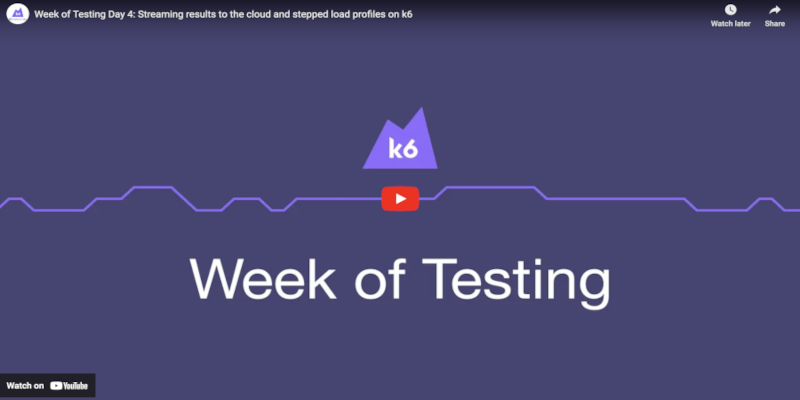 Week of Testing Day 4: Streaming results to the cloud and stepped load profiles on k6
Watch later
Share
k6
Week of Testing
Watch on YouTube